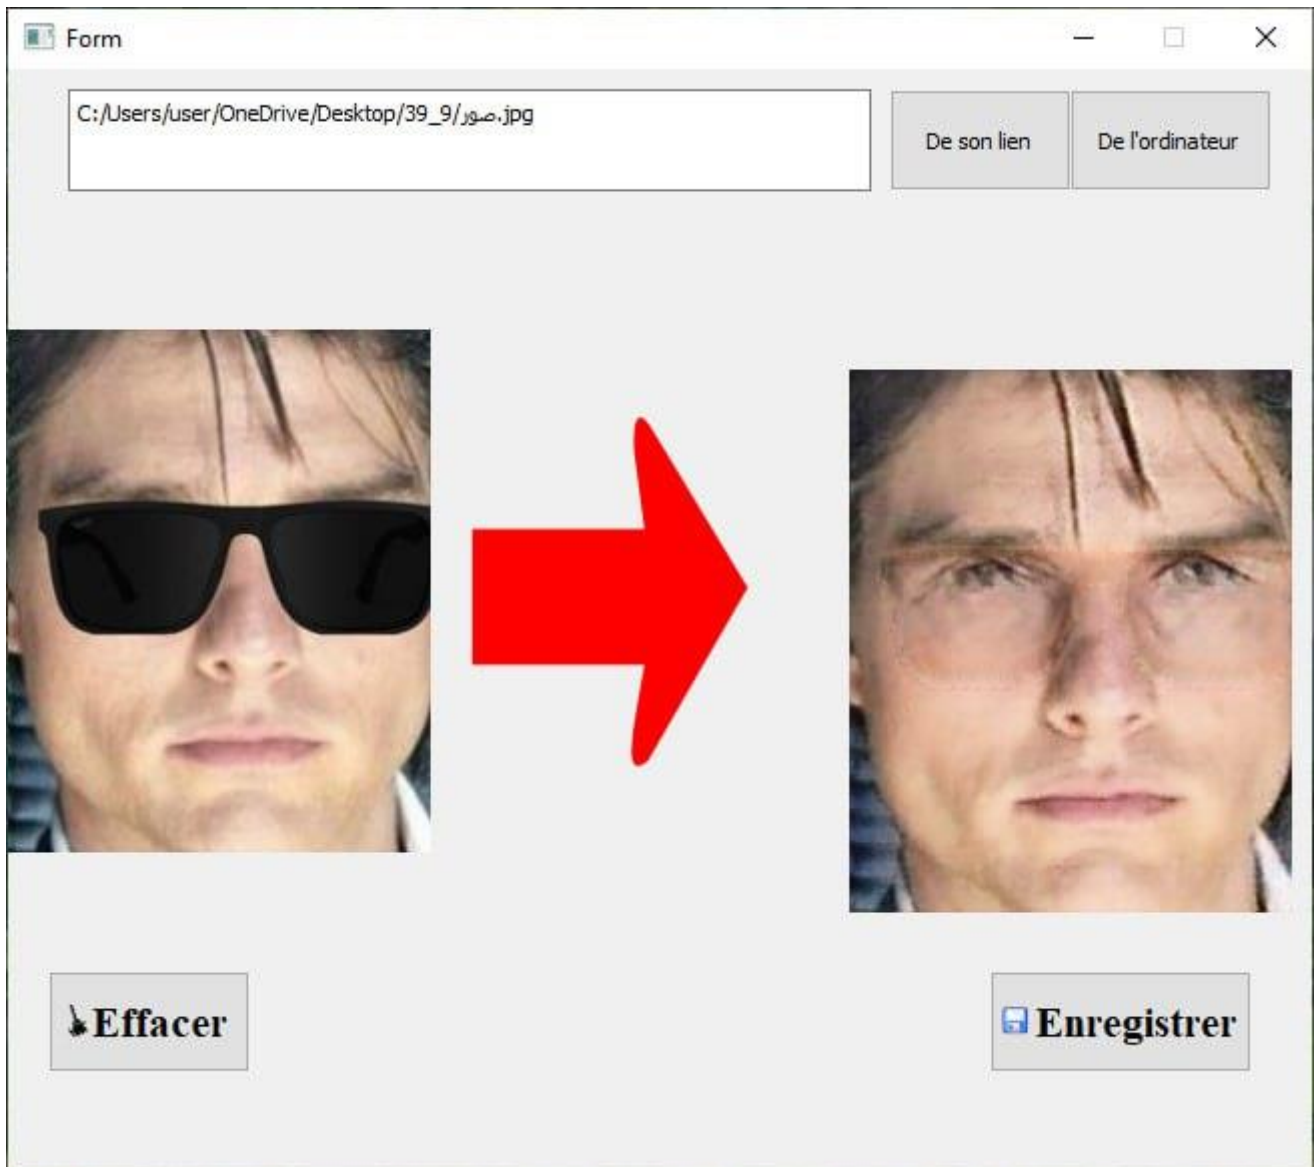 Form
C:/Users/user/OneDrive/Desktop/39_9/صور.jpg
De son lien
De l'ordinateur
Effacer
Enregistrer